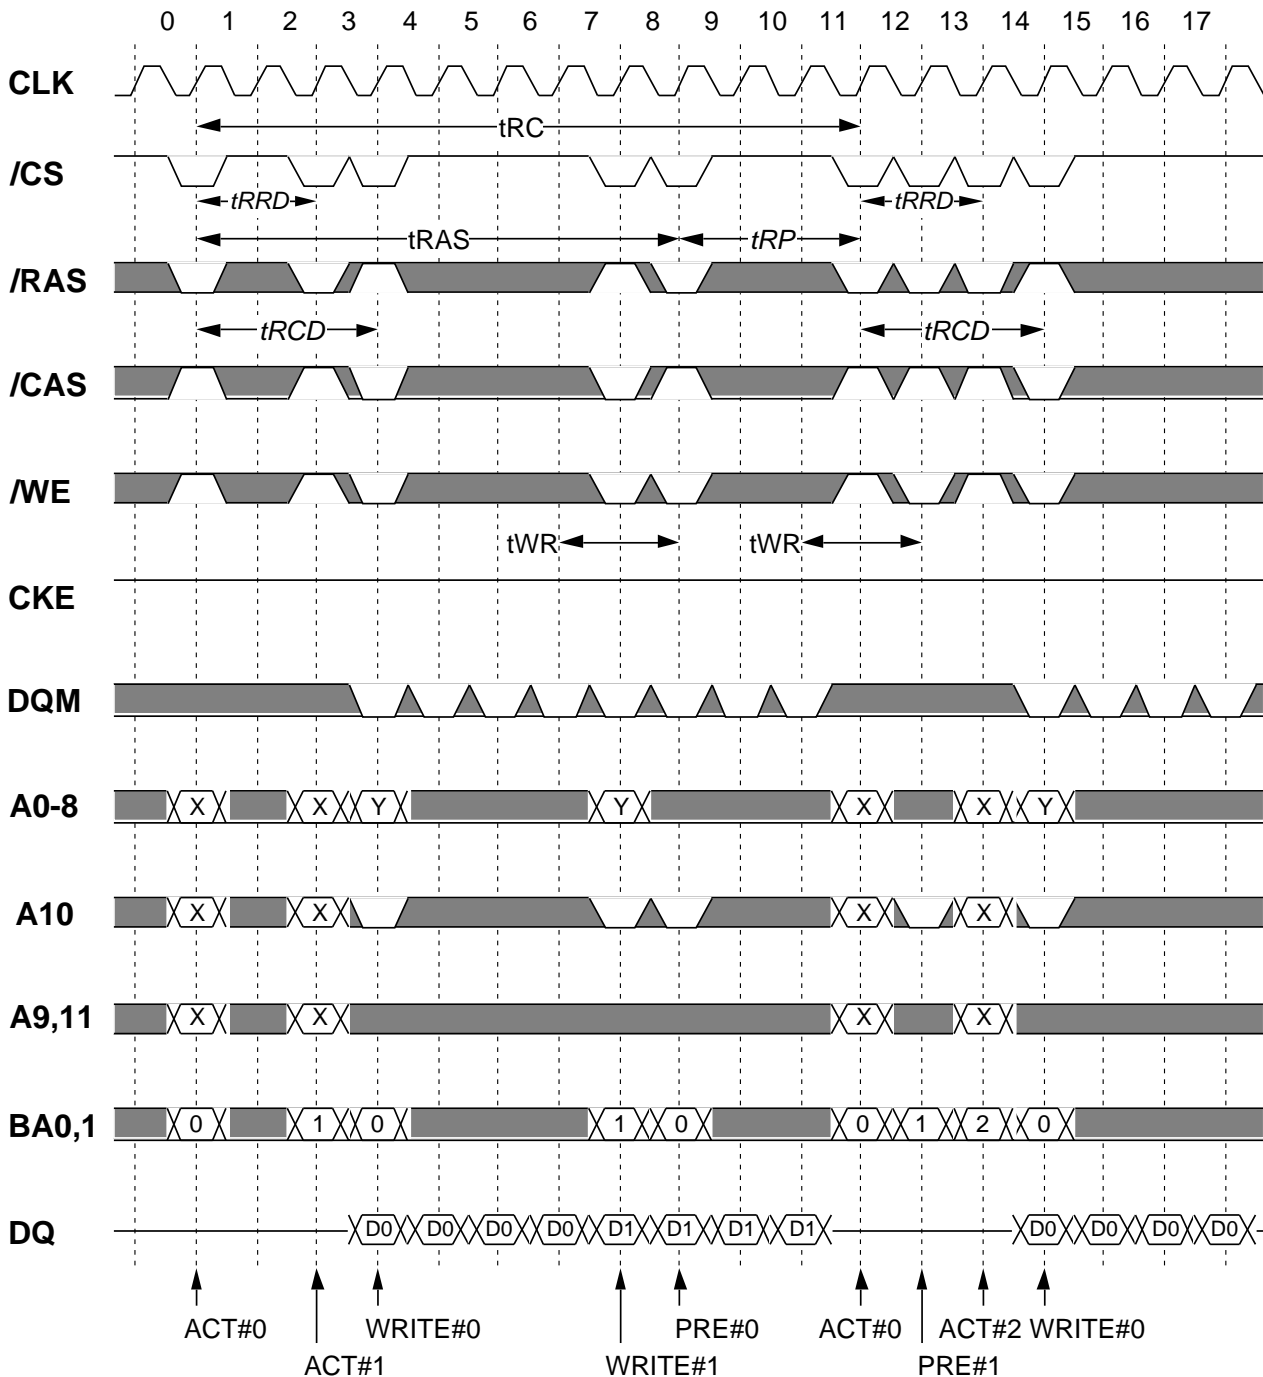 0 1 2 3 4 5 6 7 8 9 10 11 12 13 14 15 16 17
CLK
tRC
/CS
tRRD tRRD
tRAS tRP
/RAS
tRCD tRCD
/CAS
/WE
tWR tWR
CKE
DQM
A0-8 X X Y Y X X Y
A10 X X X X
A9,11 X X X X
BA0,1 0 1 0 1 0 0 1 2 0
DQ D0 D0 D0 D0 D1 D1 D1 D1 D0 D0 D0 D0
ACT#0 WRITE#0 PRE#0 ACT#0 ACT#2 WRITE#0
ACT#1 WRITE#1 PRE#1